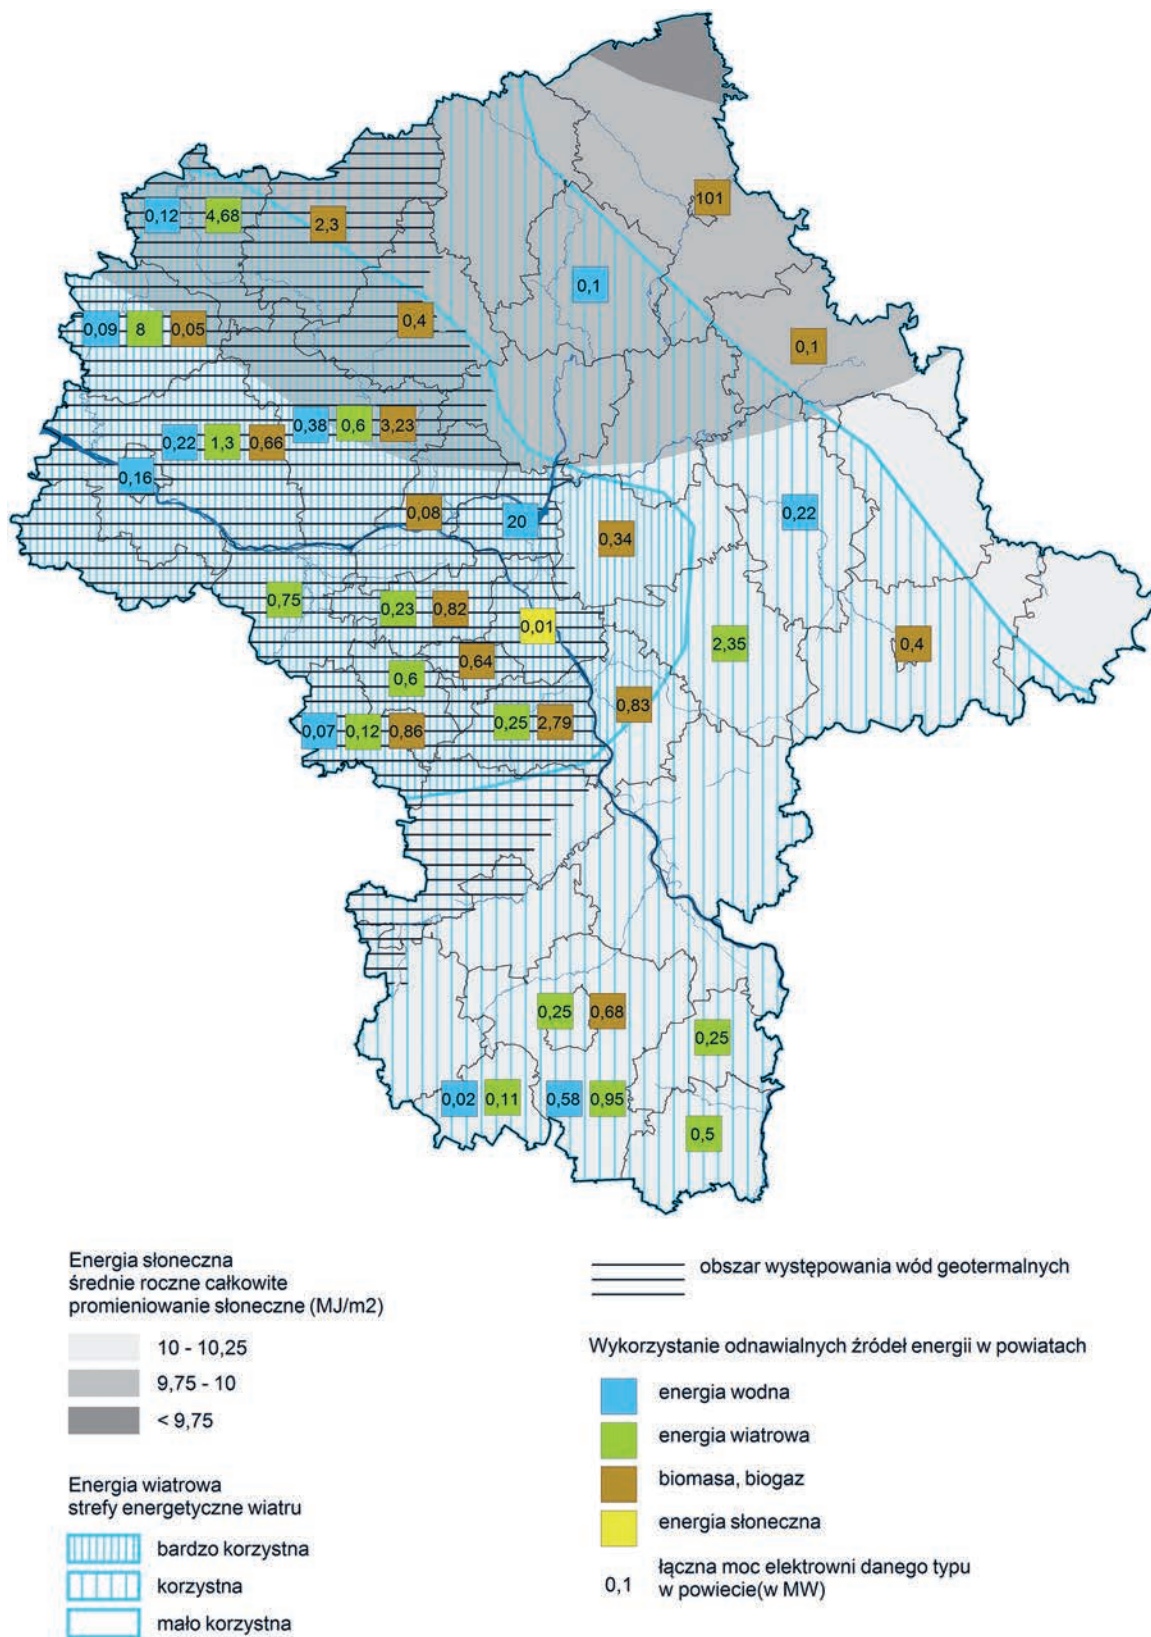 101
0,12 4,68 2,3
0,1
0,09 8 0,05 0,4
0,1
0,38 0,6 3,23
0,22 1,3 0,66
0,16
0,08 20 0,22
0,34
0,75 0,23 0,82
0,01
2,35 0,4
0,64
0,6
0,83
0,07 0,12 0,86 0,25 2,79
0,25 0,68
0,25
0,02 0,11 0,58 0,95
0,5
Energia słoneczna
średnie roczne całkowite
promieniowanie słoneczne (MJ/m2)
10 - 10,25
9,75 - 10
< 9,75
Energia wiatrowa
strefy energetyczne wiatru
bardzo korzystna
korzystna
mało korzystna
obszar występowania wód geotermalnych
Wykorzystanie odnawialnych źródeł energii w powiatach
energia wodna
energia wiatrowa
biomasa, biogaz
energia słoneczna
0,1 łączna moc elektrowni danego typu
w powiecie(w MW)